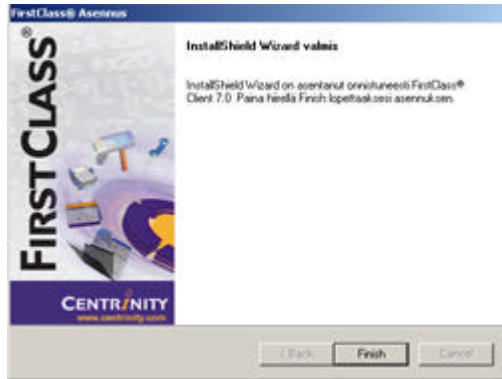 FirstClass® Asennus
FIRSTCLASS®
InstallShield Wizard valmis
InstallShield Wizard on asentanut onnistuneesti FirstClass®
Client 7.0 Paina hiirellä Finish lopettaaksesi asennuksen.
CENTRINITY
www.centrinity.com
< Back
Finish
Cancel